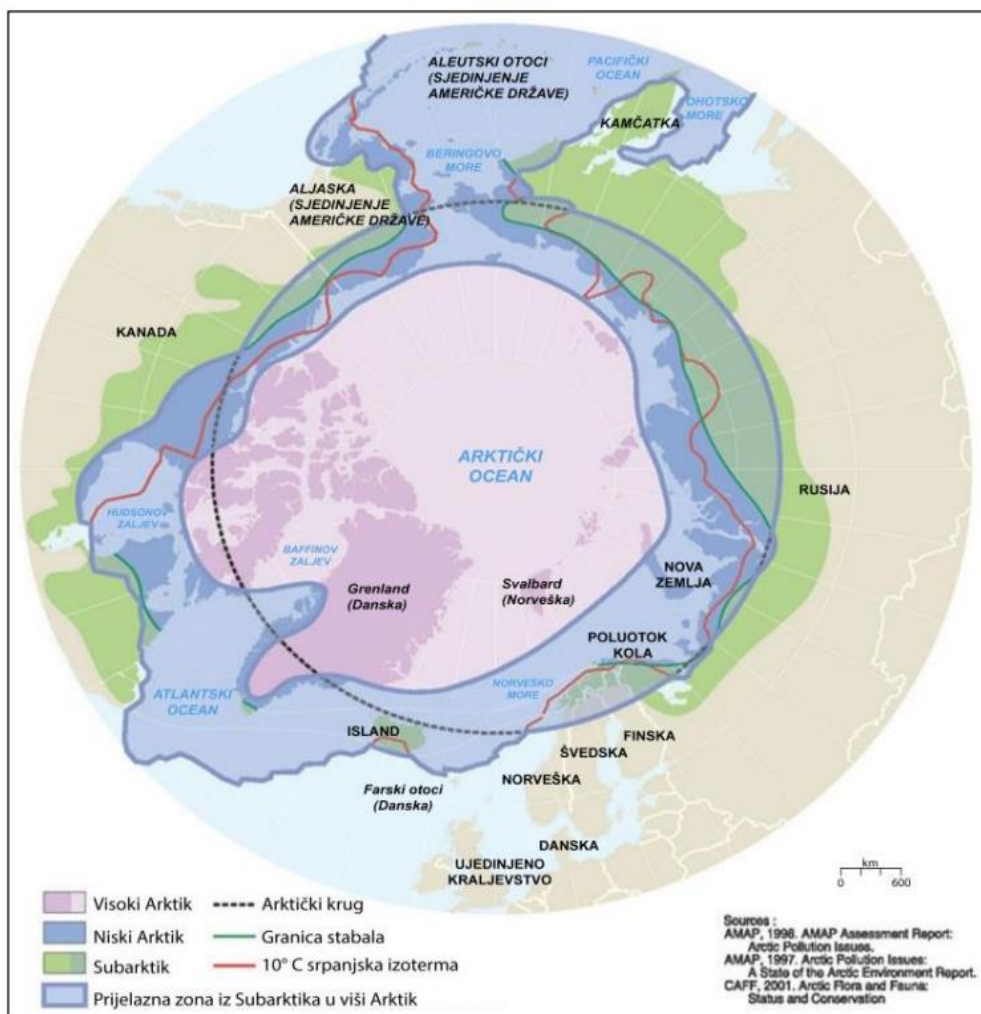 ALEUTSKI OTOCI
(SJEDINJENJE
AMERIČKE DRŽAVE)
PACIFIČKI
OCEAN
OHOTSKO
MORE
KAMČATKA
BERINGOVO
MORE
ALJASKA
(SJEDINJENJE
AMERIČKE DRŽAVE)
KANADA
ARKTIČKI
OCEAN
RUSIJA
HUDSONOV
ZALJEV
BAFFINOV
ZALJEV
Grenland
(Danska)
Svalbard
(Norveška)
NOVA
ZEMLJA
POLUOTOK
KOLA
NORVEŠKO
MORE
ATLANTSKI
OCEAN
ISLAND
FINSKA
ŠVEDSKA
NORVEŠKA
Farski otoci
(Danska)
DANSKA
UJEDINJENO
KRALJEVSTVO
km
0 600
Visoki Arktik
Arktički krug
Niski Arktik
Granica stabala
Subarktik
10° C srpanjska izoterma
Prijelazna zona iz Subarktika u viši Arktik
Sources :
AMAP, 1998. AMAP Assessment Report:
Arctic Pollution Issues.
AMAP, 1997. Arctic Pollution Issues:
A State of the Arctic Environment Report.
CAFF, 2001. Arctic Flora and Fauna:
Status and Conservation